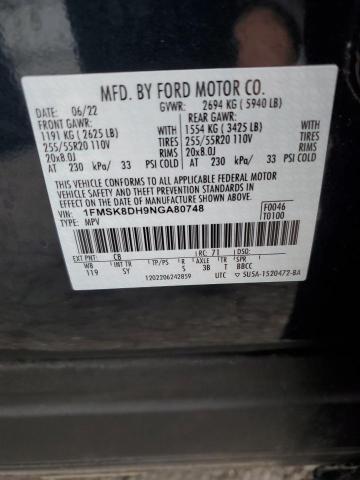 MFD. BY FORD MOTOR CO.
DATE: 06/22 GVWR: 2694 KG ( 5940 LB)
FRONT GAWR: REAR GAWR:
1191 KG ( 2625 LB) 1554 KG ( 3425 LB)
255/55R20 110V TIRES 255/55R20 110V TIRES
20x8.0J RIMS 20x8.0J RIMS
AT 230 kPa/ 33 PSI COLD AT 230 kPa/ 33 PSI COLD
THIS VEHICLE CONFORMS TO ALL APPLICABLE FEDERAL MOTOR
VEHICLE SAFETY AND THEFT PREVENTION STANDARDS IN EFFECT
ON THE DATE OF MANUFACTURE SHOWN ABOVE.
VIN: 1FMSK8DH9NGA80748 F0046
TYPE: MPV T0100
EXT PNT: CB RC: 71 DSO:
WB INT TR TP/PS R AXLE TR SPR
119 SY 5 3B T BBCC
1202206242859 UTC ▽ 5U5A-1520472-BA